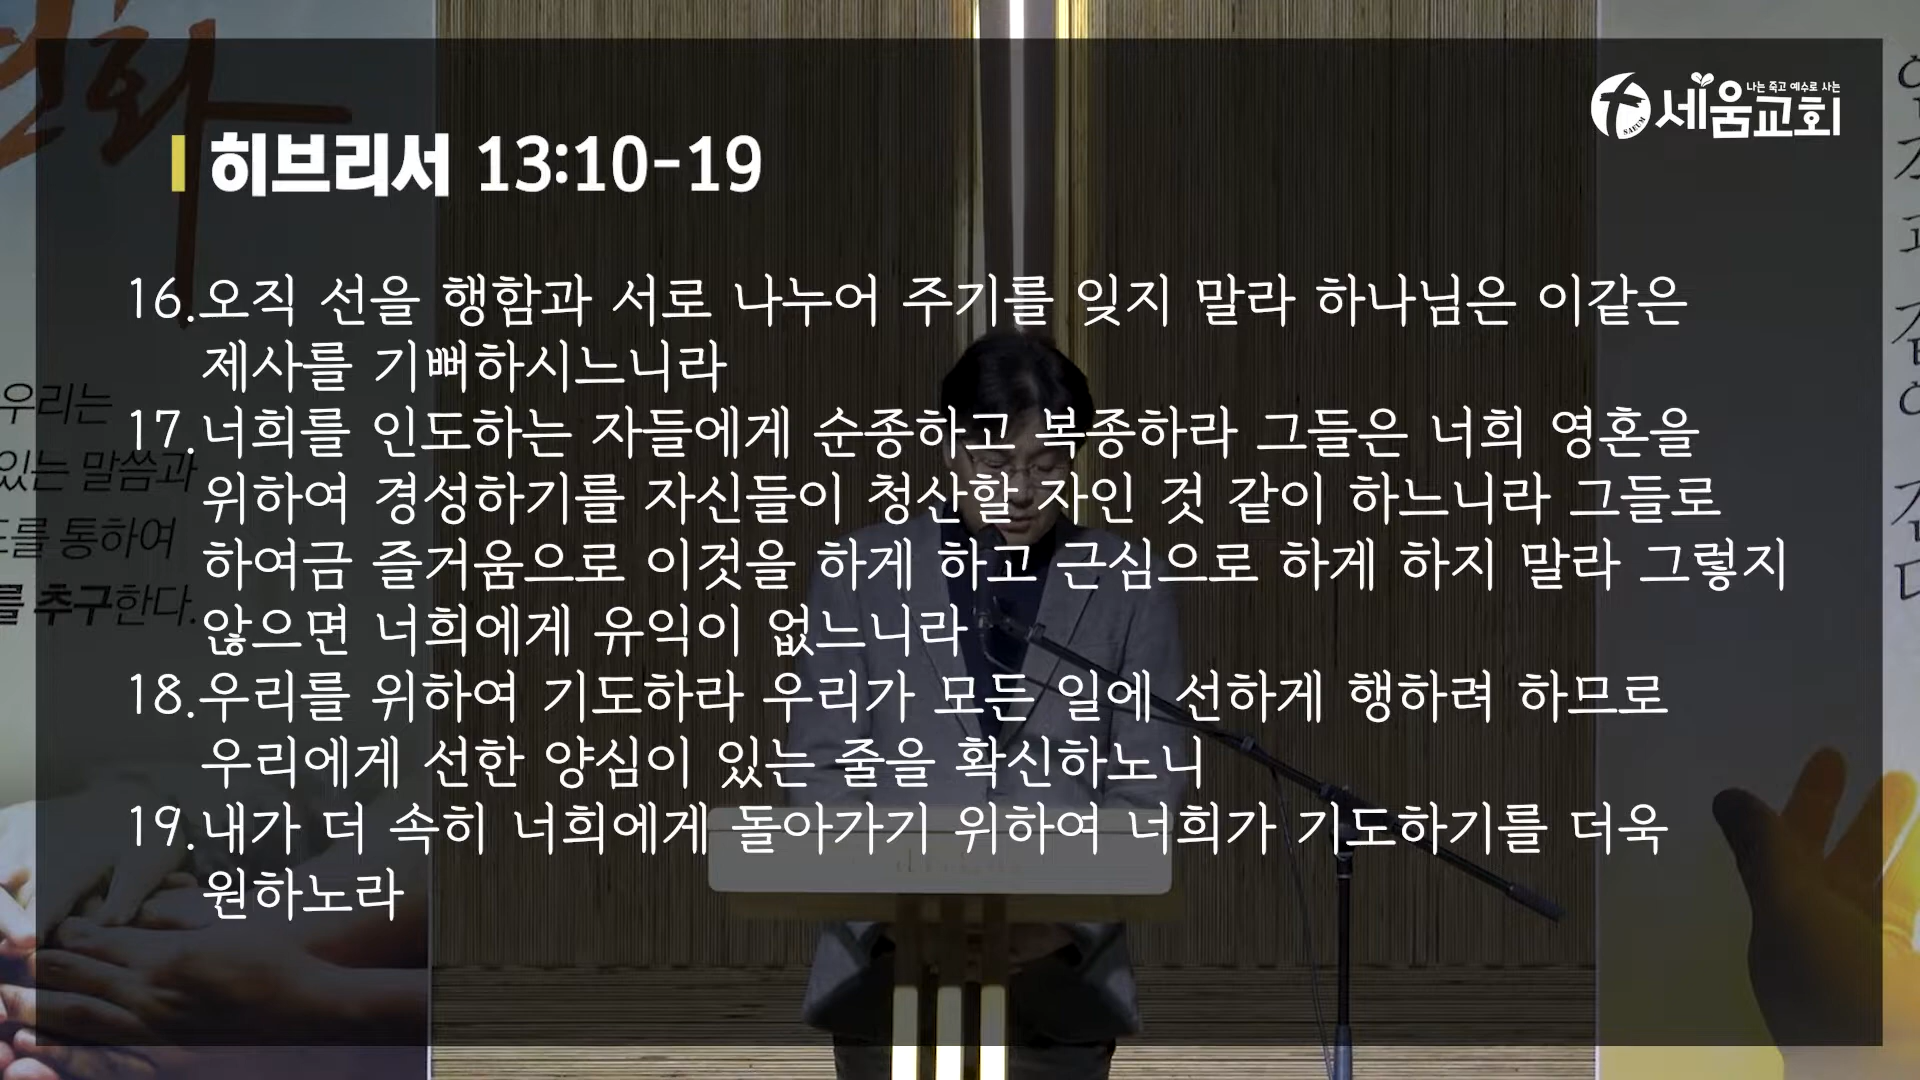 나는 죽고 예수로 사는
세움교회
SAEUM
히브리서 13:10-19
16.오직 선을 행함과 서로 나누어 주기를 잊지 말라 하나님은 이같은
제사를 기뻐하시느니라
17.너희를 인도하는 자들에게 순종하고 복종하라 그들은 너희 영혼을
위하여 경성하기를 자신들이 청산할 자인 것 같이 하느니라 그들로
하여금 즐거움으로 이것을 하게 하고 근심으로 하게 하지 말라 그렇지
않으면 너희에게 유익이 없느니라
18.우리를 위하여 기도하라 우리가 모든 일에 선하게 행하려 하므로
우리에게 선한 양심이 있는 줄을 확신하노니
19.내가 더 속히 너희에게 돌아가기 위하여 너희가 기도하기를 더욱
원하노라
우리는
있는 말씀과
를 통하여
를 추구한다.